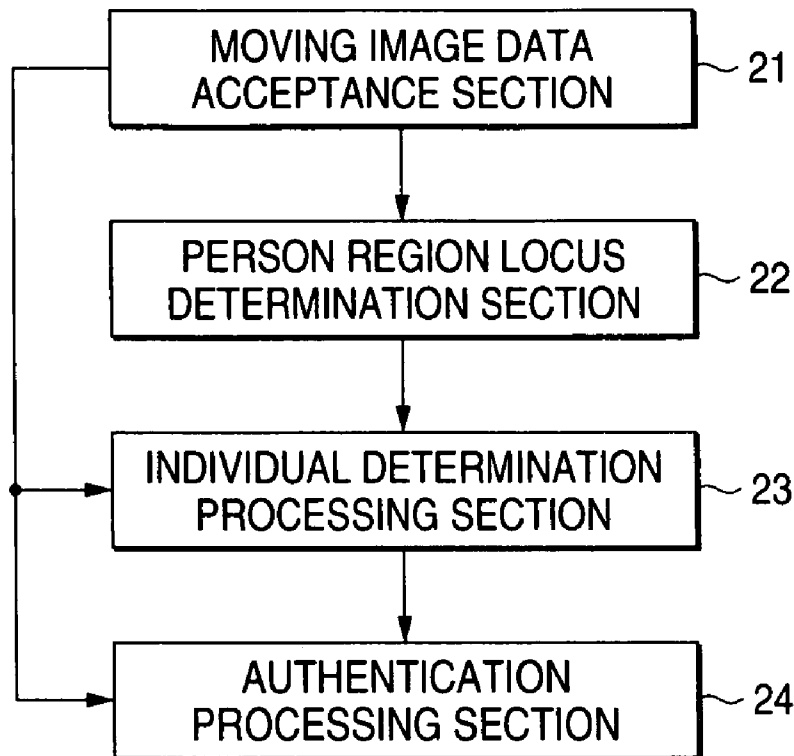 MOVING IMAGE DATA
ACCEPTANCE SECTION
21
PERSON REGION LOCUS
DETERMINATION SECTION
22
INDIVIDUAL DETERMINATION
PROCESSING SECTION
23
AUTHENTICATION
PROCESSING SECTION
24